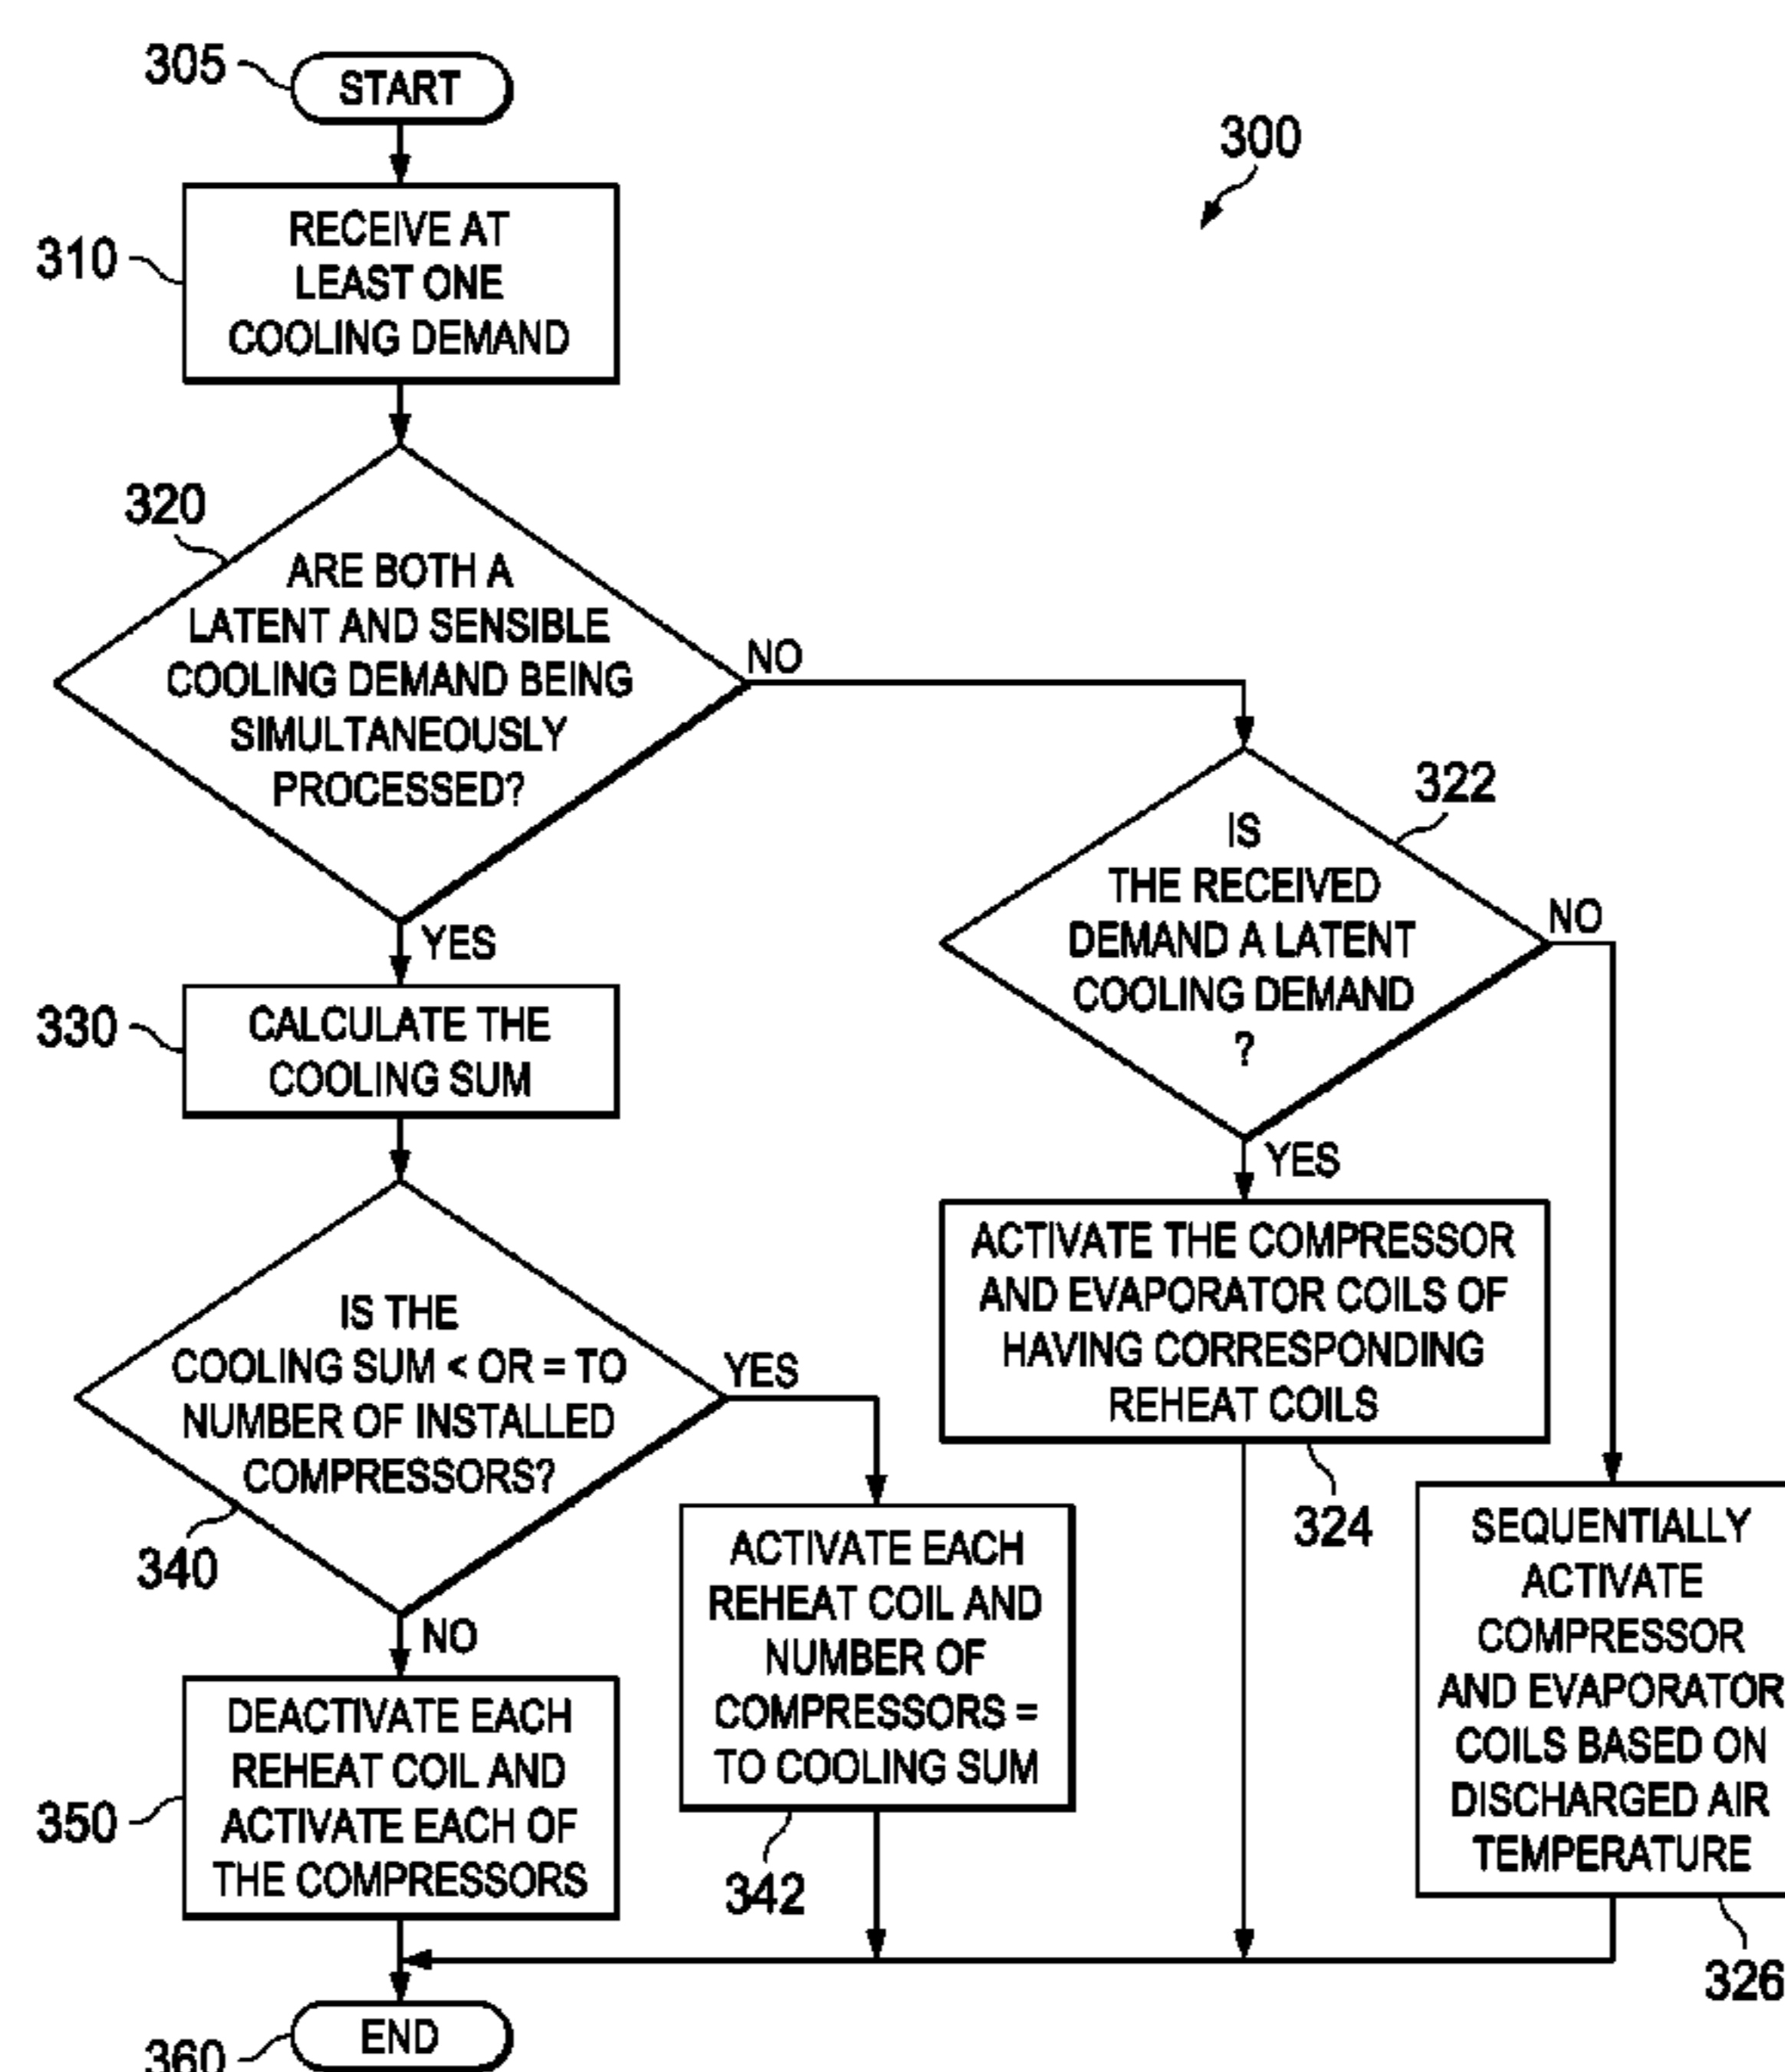 305
START
300
310
RECEIVE AT
LEAST ONE
COOLING DEMAND
320
ARE BOTH A
LATENT AND SENSIBLE
COOLING DEMAND BEING
SIMULTANEOUSLY
PROCESSED?
NO
YES
322
IS
THE RECEIVED
DEMAND A LATENT
COOLING DEMAND
?
NO
YES
330
CALCULATE THE
COOLING SUM
324
ACTIVATE THE COMPRESSOR
AND EVAPORATOR COILS OF
HAVING CORRESPONDING
REHEAT COILS
340
IS THE
COOLING SUM < OR = TO
NUMBER OF INSTALLED
COMPRESSORS?
YES
NO
342
ACTIVATE EACH
REHEAT COIL AND
NUMBER OF
COMPRESSORS =
TO COOLING SUM
326
SEQUENTIALLY
ACTIVATE
COMPRESSOR
AND EVAPORATOR
COILS BASED ON
DISCHARGED AIR
TEMPERATURE
350
DEACTIVATE EACH
REHEAT COIL AND
ACTIVATE EACH OF
THE COMPRESSORS
360
END